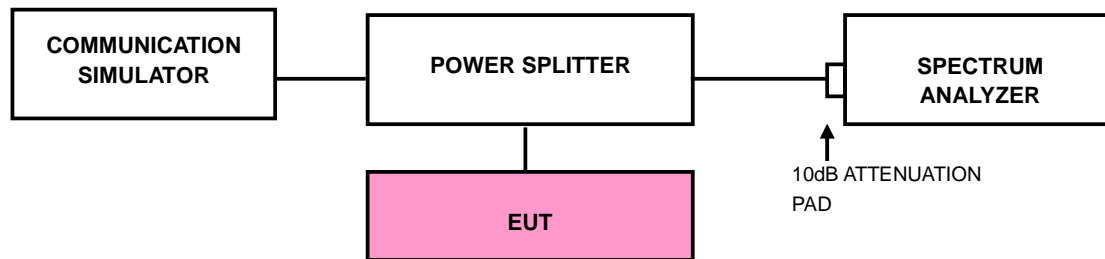 COMMUNICATION
SIMULATOR
POWER SPLITTER
SPECTRUM
ANALYZER
10dB ATTENUATION
PAD
EUT